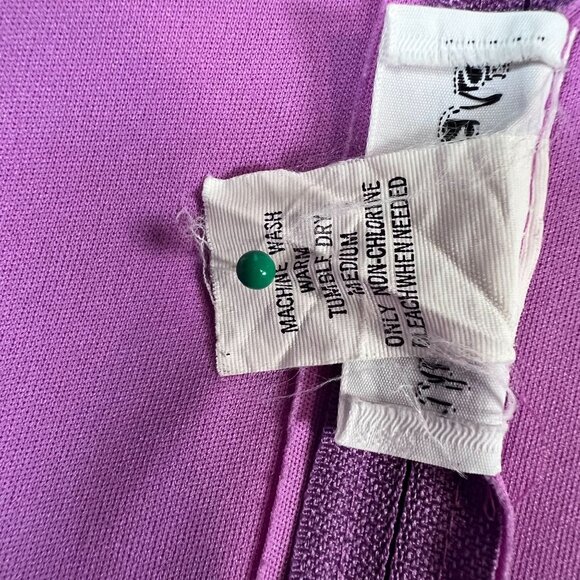 MACHINE WASH
WARM
TUMBLE DRY
MEDIUM
ONLY NON-CHLORINE
BLEACH WHEN NEEDED